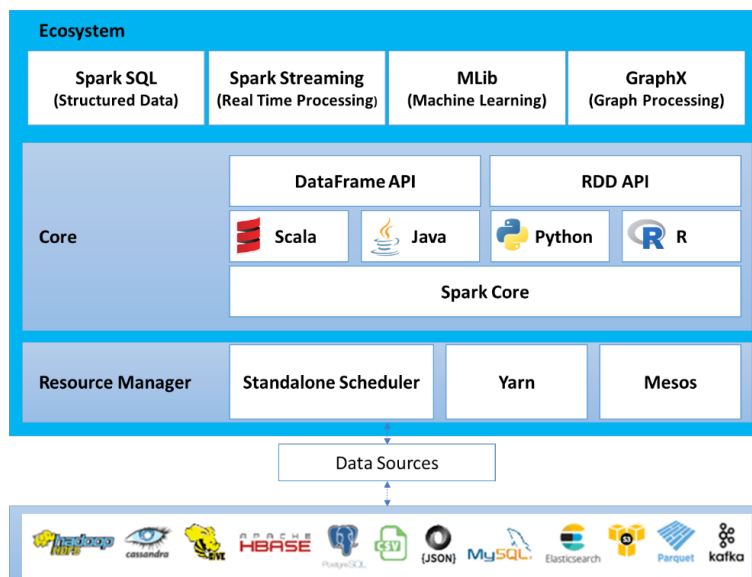 Ecosystem
Spark SQL
(Structured Data)
Spark Streaming
(Real Time Processing)
MLib
(Machine Learning)
GraphX
(Graph Processing)
Core
DataFrame API
RDD API
Scala
Java
Python
R
Spark Core
Resource Manager
Standalone Scheduler
Yarn
Mesos
Data Sources
hadoop
HDFS
cassandra
HIVE
APACHE
HBASE
PostgreSQL
CSV
{JSON}
MySQL
Elasticsearch
S3
Parquet
kafka